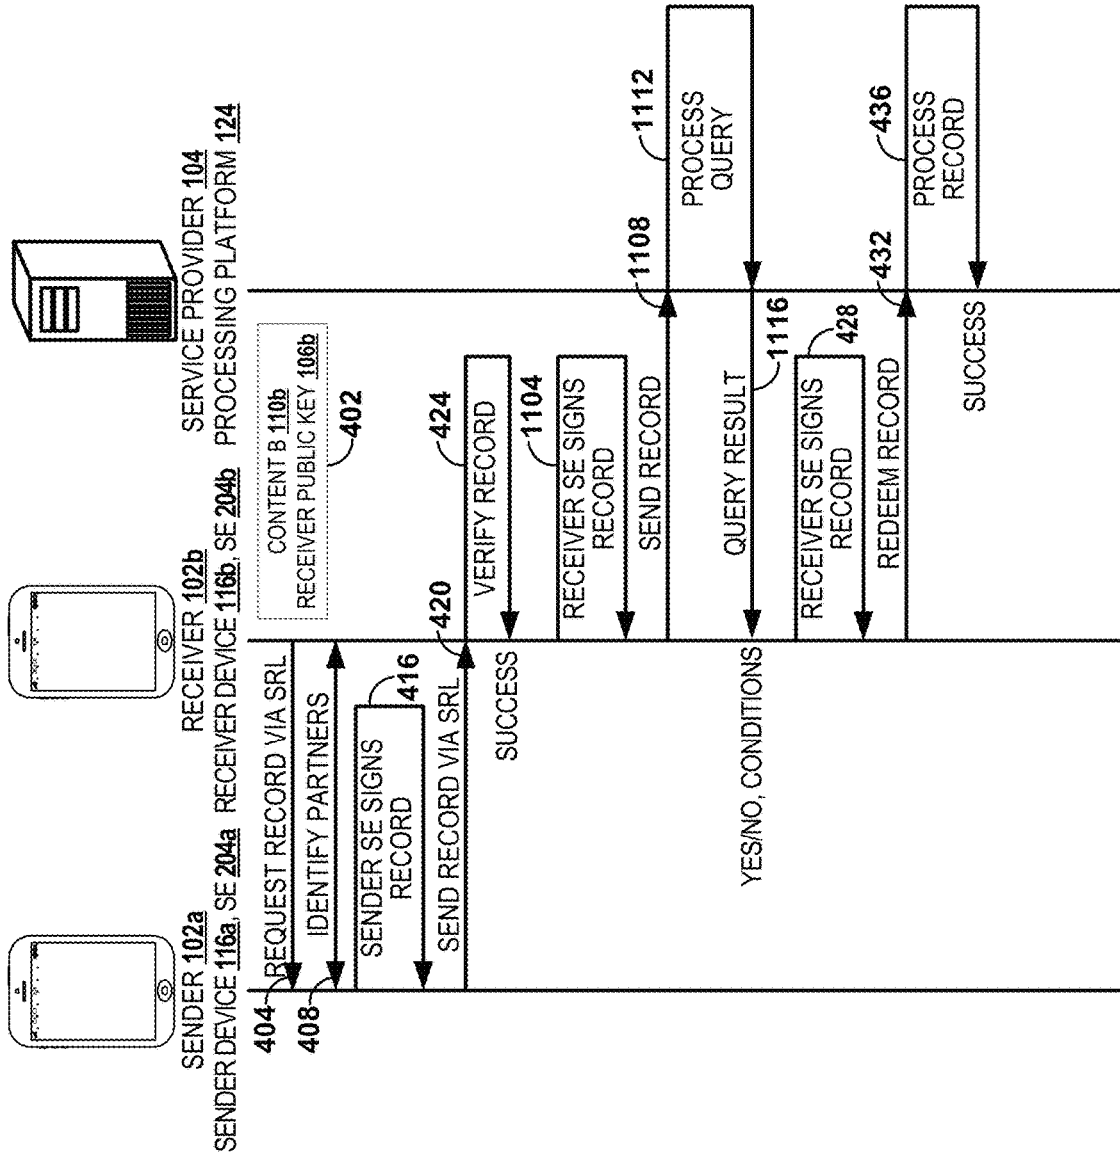 SENDER 102a
SENDER DEVICE 116a, SE 204a
RECEIVER 102b
RECEIVER DEVICE 116b, SE 204b
SERVICE PROVIDER 104
PROCESSING PLATFORM 124
CONTENT B 110b
RECEIVER PUBLIC KEY 106b
402
REQUEST RECORD VIA SRL
404
IDENTIFY PARTNERS
408
SENDER SE SIGNS
RECORD
416
SEND RECORD VIA SRL
420
VERIFY RECORD
424
SUCCESS
RECEIVER SE SIGNS
RECORD
1104
SEND RECORD
1108
PROCESS
QUERY
1112
QUERY RESULT
1116
YES/NO, CONDITIONS
RECEIVER SE SIGNS
RECORD
428
REDEEM RECORD
432
PROCESS
RECORD
436
SUCCESS